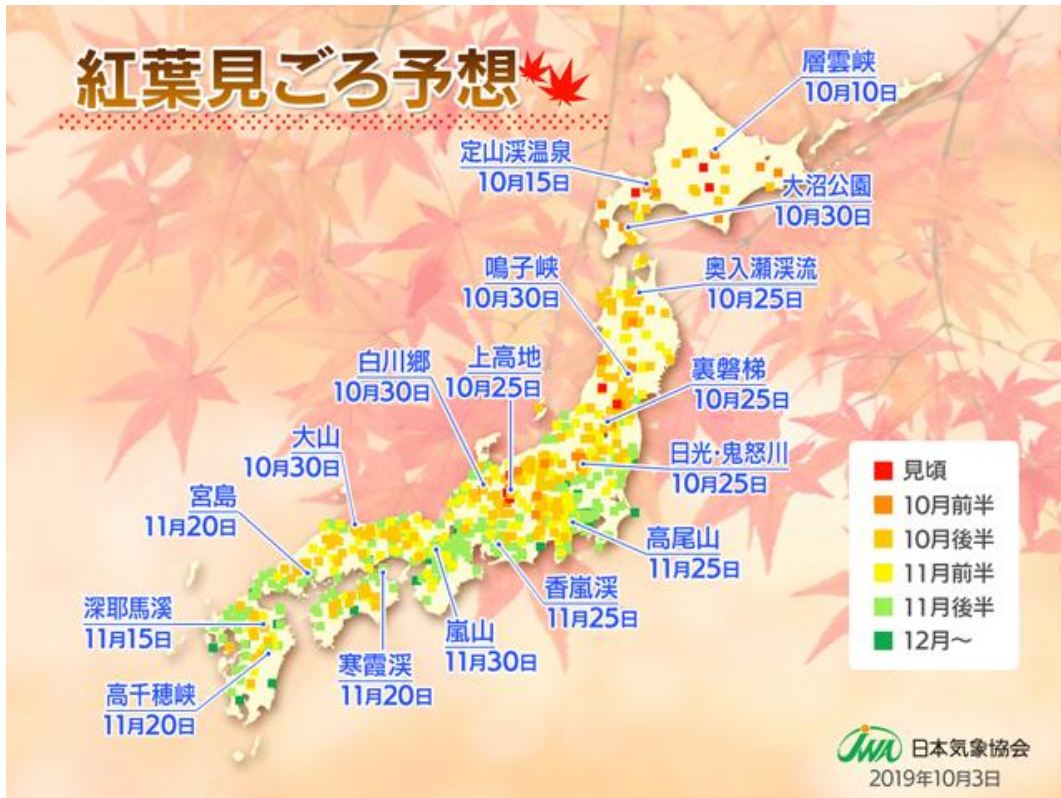 紅葉見ごろ予想
層雲峡
10月10日
定山渓温泉
10月15日
大沼公園
10月30日
鳴子峡
10月30日
奥入瀬渓流
10月25日
白川郷
10月30日
上高地
10月25日
裏磐梯
10月25日
大山
10月30日
日光・鬼怒川
10月25日
宮島
11月20日
高尾山
11月25日
香嵐渓
11月25日
深耶馬溪
11月15日
嵐山
11月30日
寒霞渓
11月20日
高千穂峡
11月20日
見頃
10月前半
10月後半
11月前半
11月後半
12月～
JWA 日本気象協会
2019年10月3日